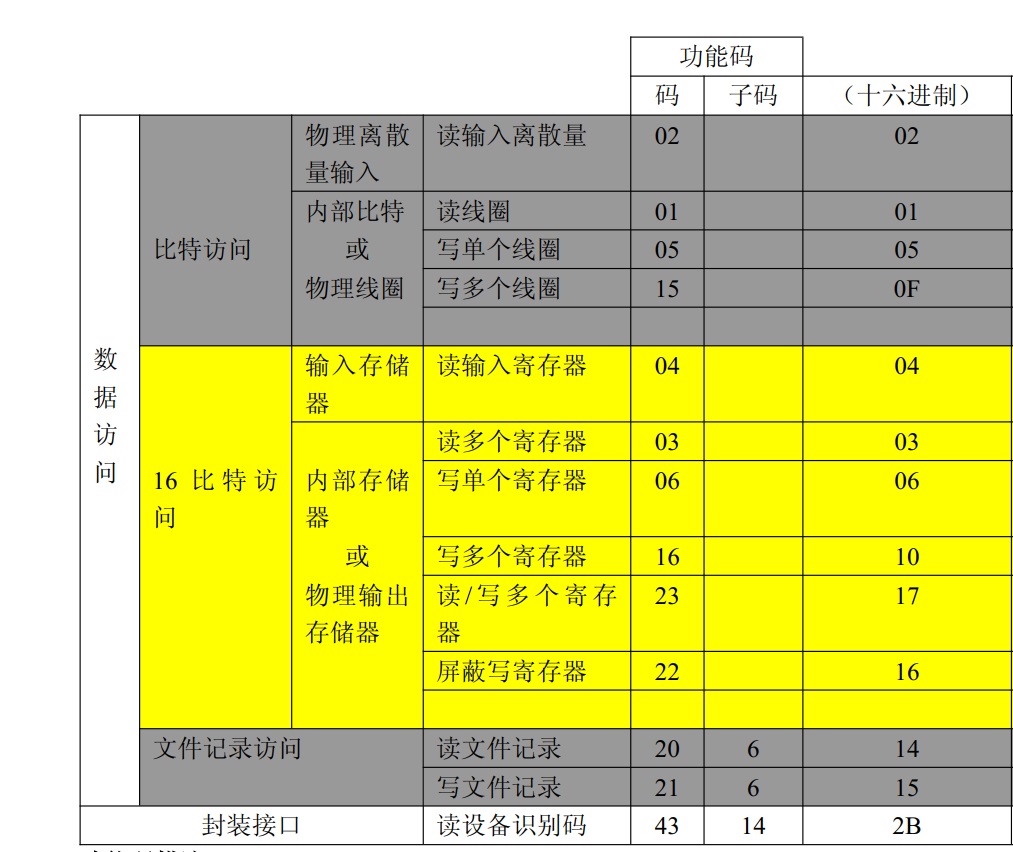 功能码
码 子码 （十六进制）
数据访问
比特访问
物理离散量输入 读输入离散量 02 02
内部比特或物理线圈 读线圈 01 01
写单个线圈 05 05
写多个线圈 15 0F
16 比特访问
输入存储器 读输入寄存器 04 04
内部存储器或物理输出存储器 读多个寄存器 03 03
写单个寄存器 06 06
写多个寄存器 16 10
读/写多个寄存器 23 17
屏蔽写寄存器 22 16
文件记录访问 读文件记录 20 6 14
写文件记录 21 6 15
封装接口 读设备识别码 43 14 2B